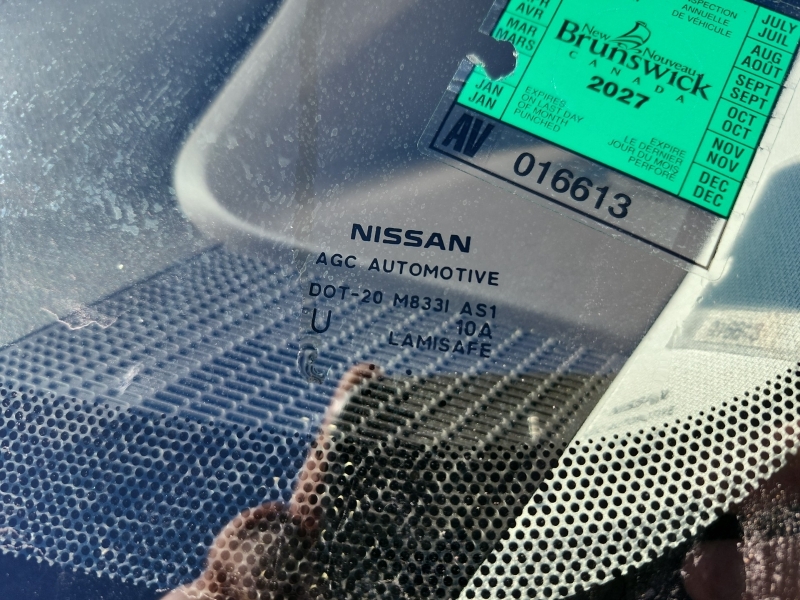 INSPECTION
ANNUELLE
DE VÉHICULE
AVR
MAR
MARS
JAN
JAN
New Nouveau
Brunswick
CANADA
2027
EXPIRES
ON LAST DAY
OF MONTH
PUNCHED
EXPIRE
LE DERNIER
JOUR DU MOIS
PERFORÉ
JULY
JUIL
AUG
AOÛT
SEPT
SEPT
OCT
OCT
NOV
NOV
DEC
DEC
AV 016613
NISSAN
AGC AUTOMOTIVE
DOT-20 M833I AS1
U 10A
LAMISAFE